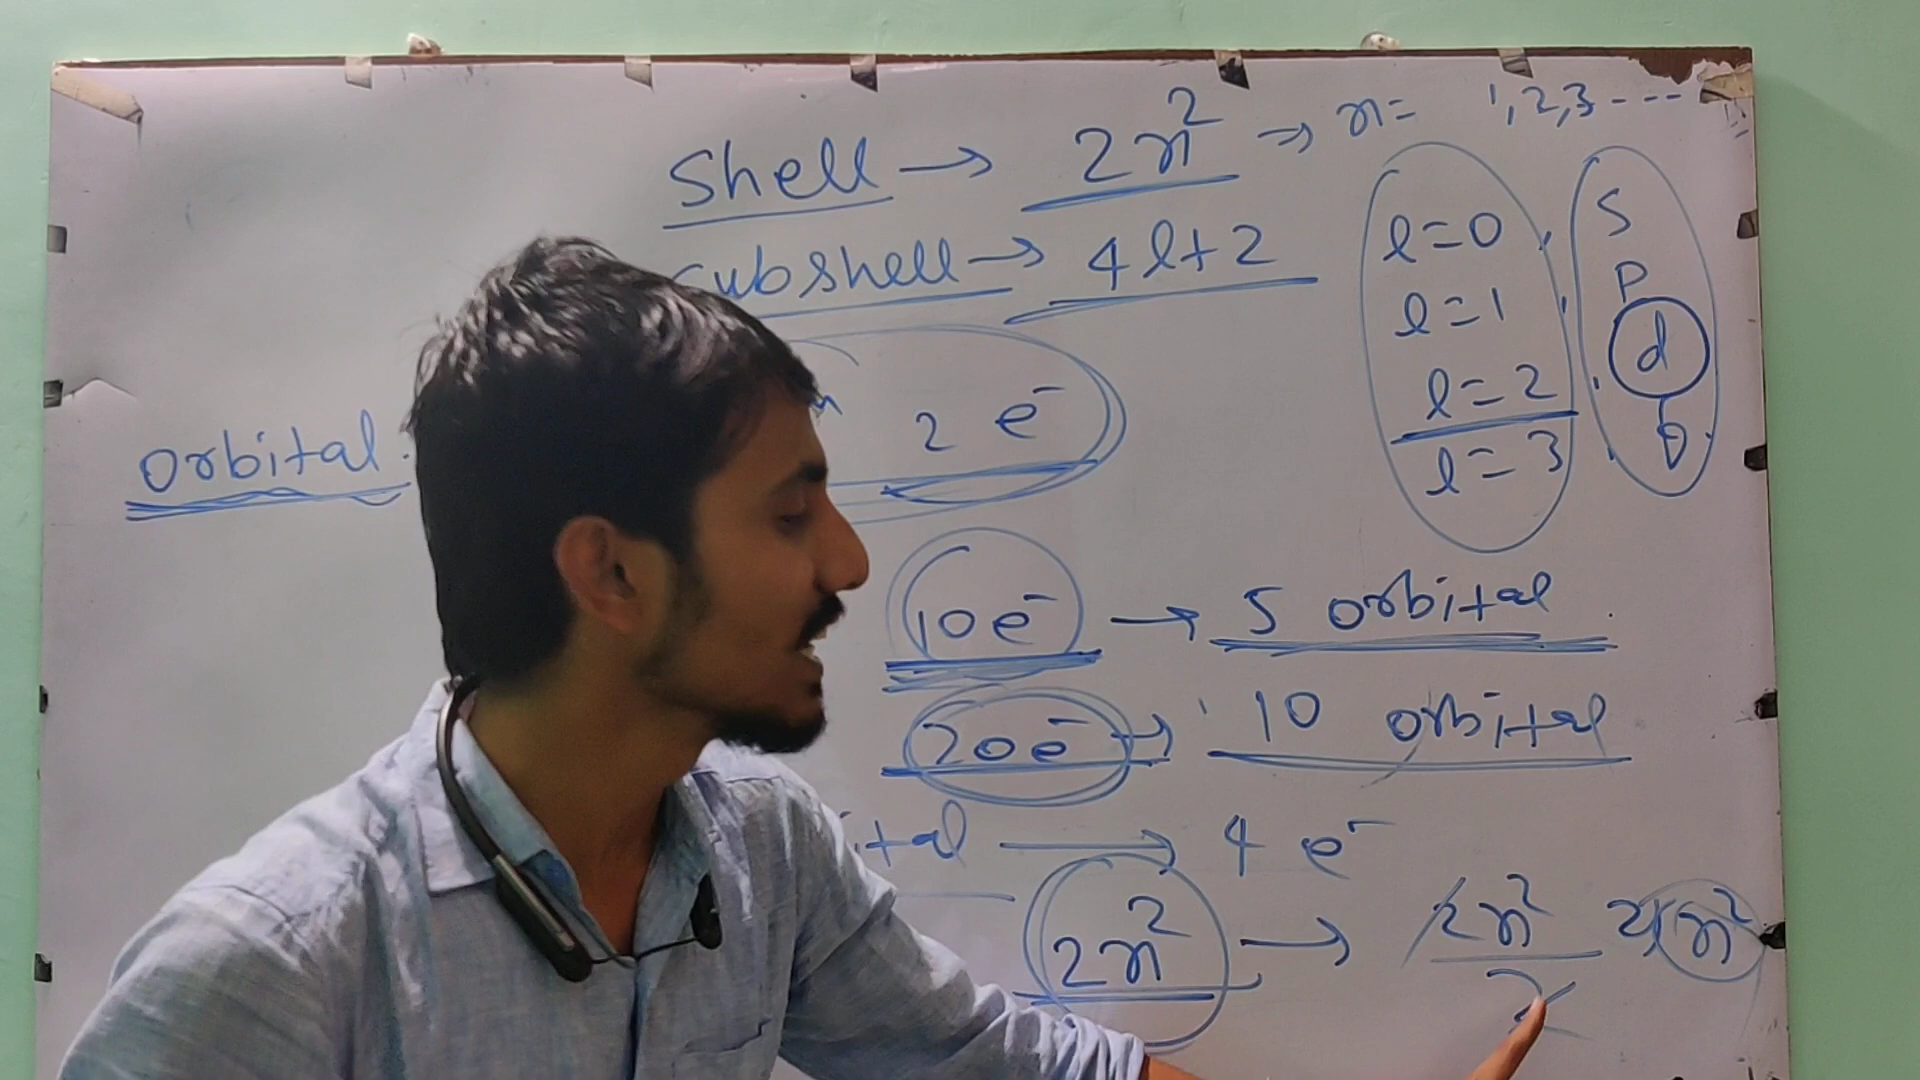 Shell → 2n² ⇒ n = 1,2,3----
subshell → 4l+2
l=0, S
l=1, P
l=2, d
l=3
orbital. 2 e⁻
10e⁻ → 5 orbital.
20e⁻ → 10 orbital
ital → 4 e⁻
2n² → 2n²/2 n²